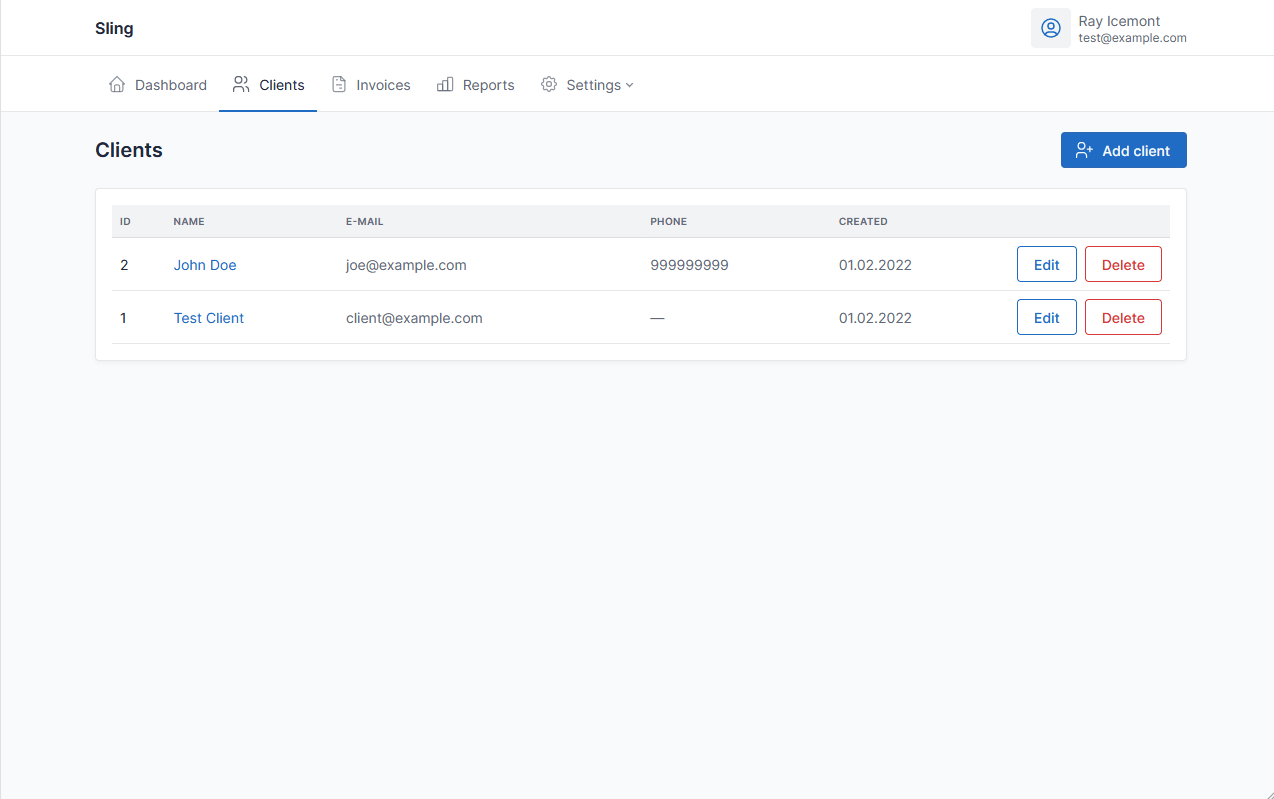 Sling
Ray Icemont
test@example.com
Dashboard Clients Invoices Reports Settings
Clients
Add client
ID NAME E-MAIL PHONE CREATED
2 John Doe joe@example.com 999999999 01.02.2022 Edit Delete
1 Test Client client@example.com — 01.02.2022 Edit Delete